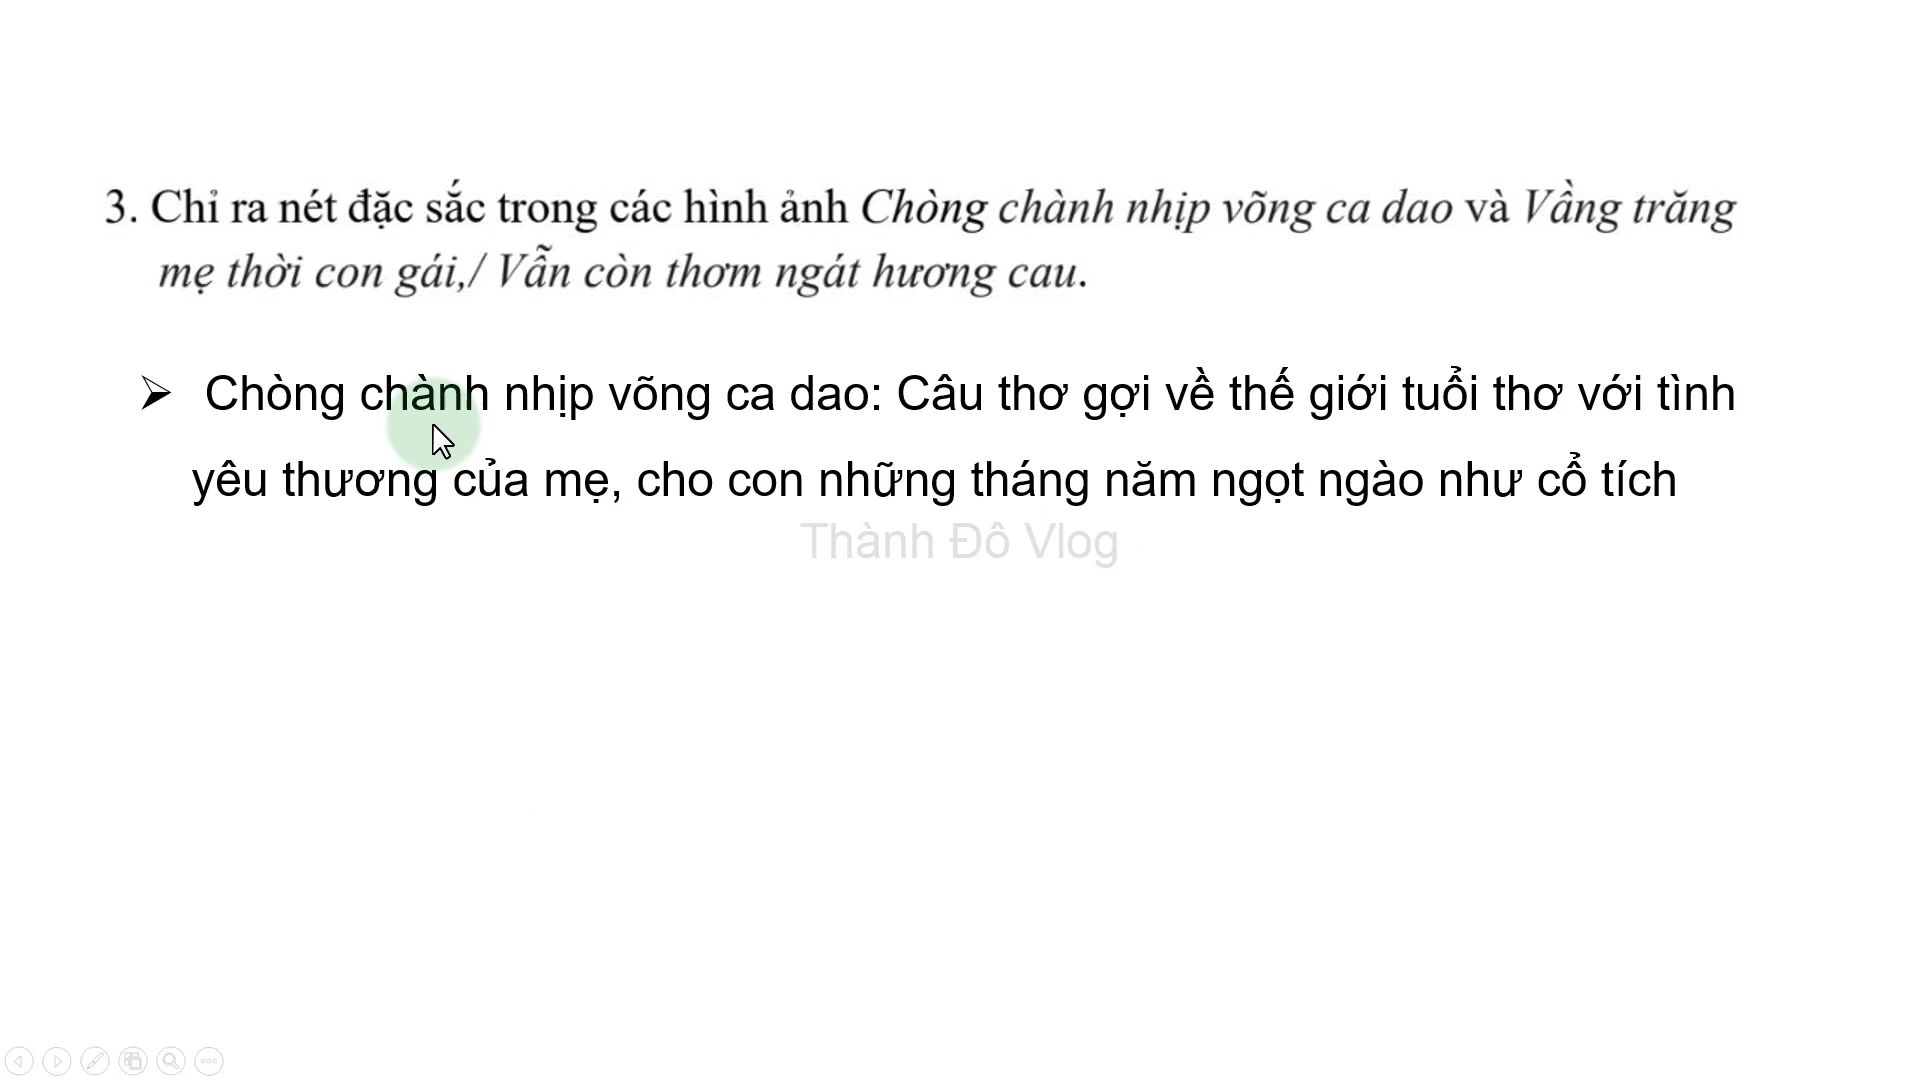 3. Chỉ ra nét đặc sắc trong các hình ảnh Chòng chành nhịp võng ca dao và Vầng trăng
mẹ thời con gái,/ Vẫn còn thơm ngát hương cau.
➢ Chòng chành nhịp võng ca dao: Câu thơ gợi về thế giới tuổi thơ với tình
yêu thương của mẹ, cho con những tháng năm ngọt ngào như cổ tích
Thành Đô Vlog